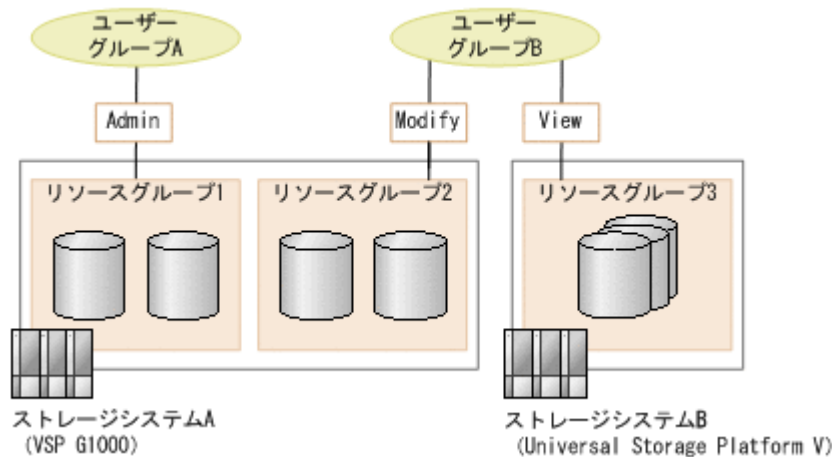 ユーザー
グループA
ユーザー
グループB
Admin
Modify
View
リソースグループ1
リソースグループ2
リソースグループ3
ストレージシステムA
(VSP G1000)
ストレージシステムB
(Universal Storage Platform V)